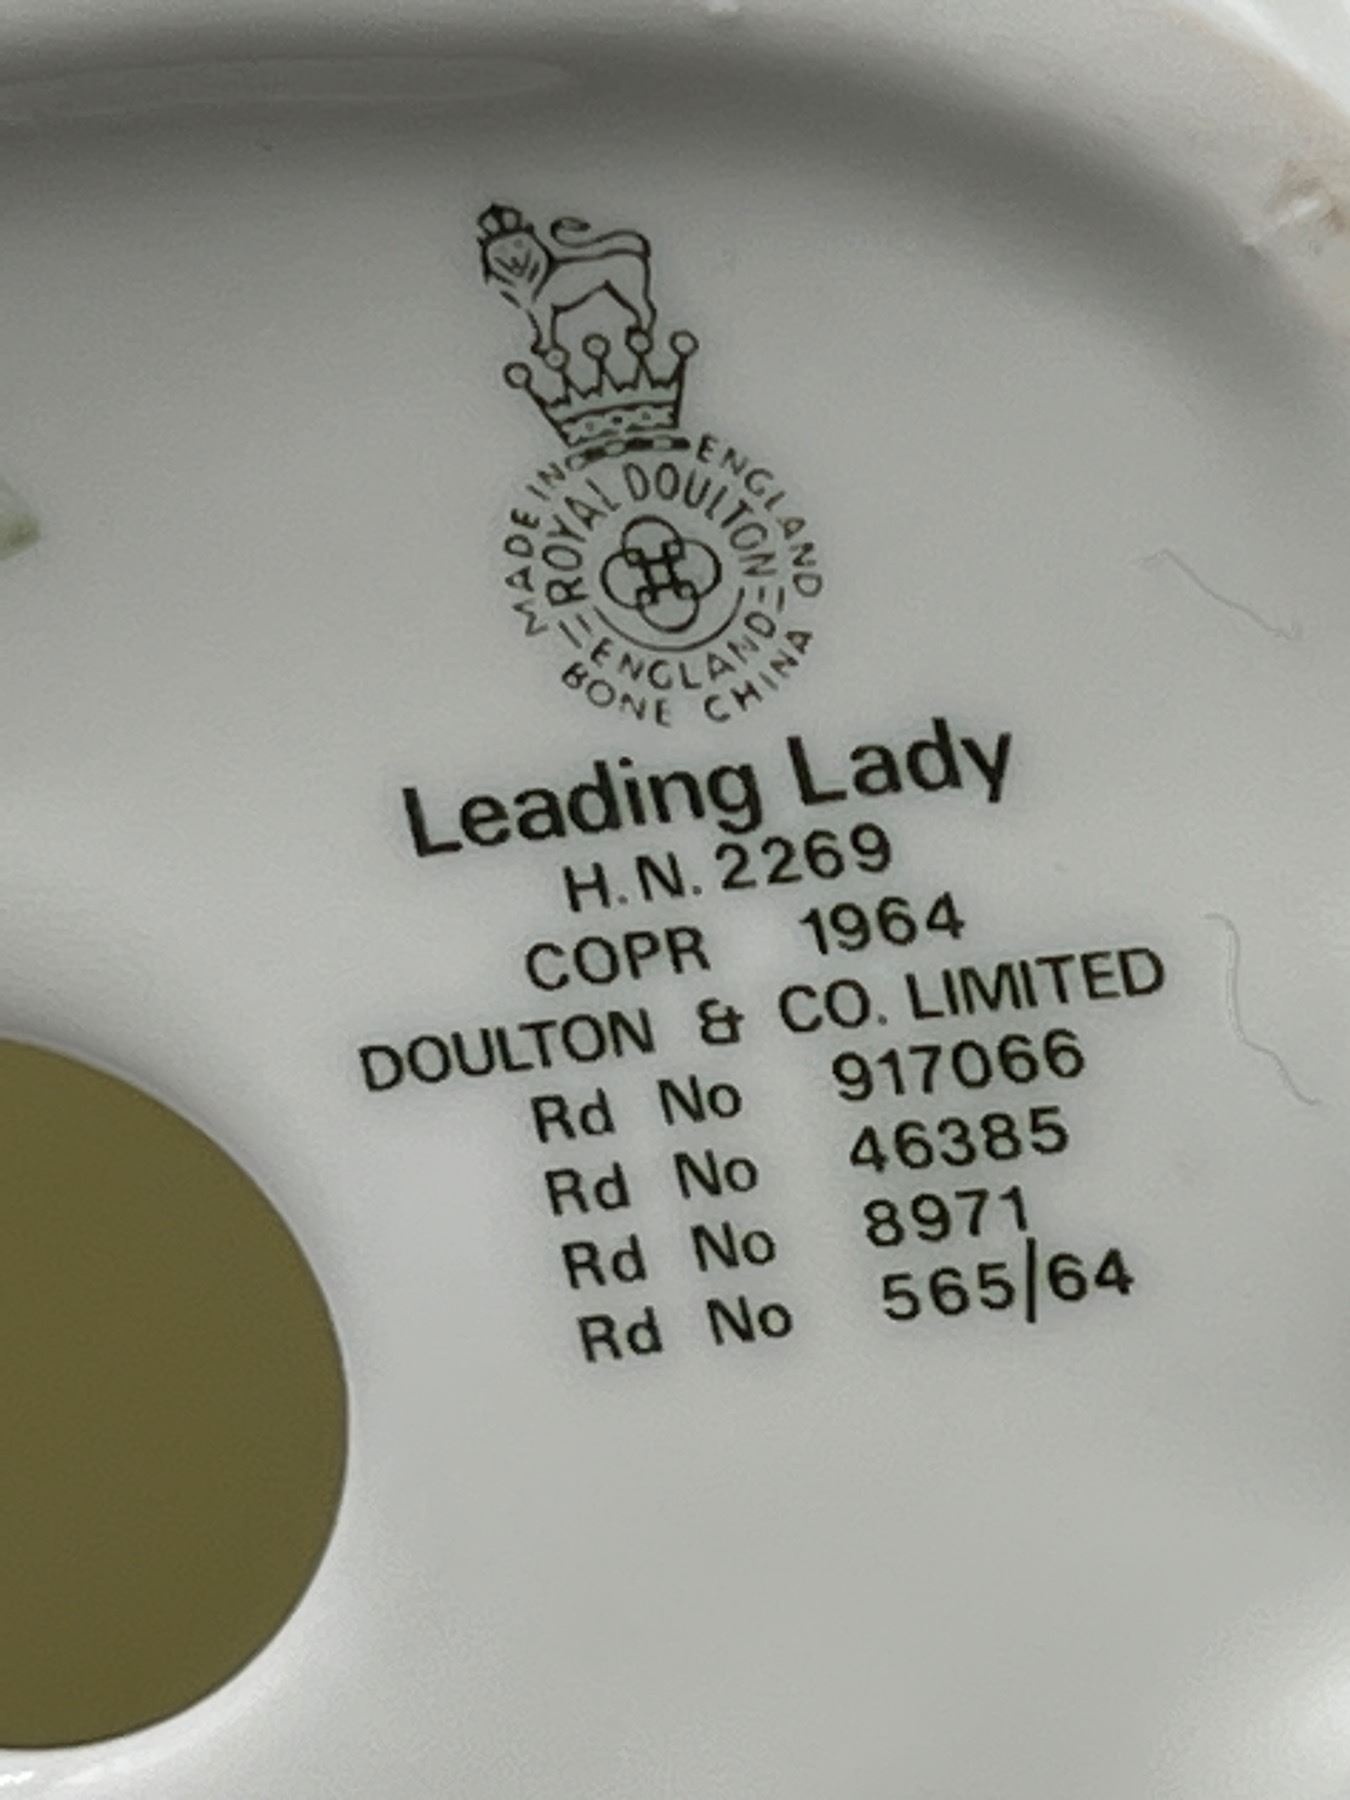 MADE IN ENGLAND
ROYAL DOULTON
ENGLAND
BONE CHINA
Leading Lady
H.N. 2269
COPR 1964
DOULTON & CO. LIMITED
Rd No 917066
Rd No 46385
Rd No 8971
Rd No 565/64